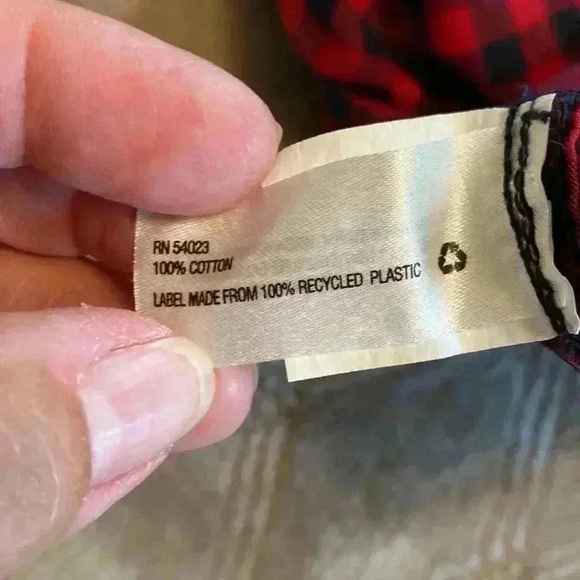 RN 54023
100% COTTON
LABEL MADE FROM 100% RECYCLED PLASTIC